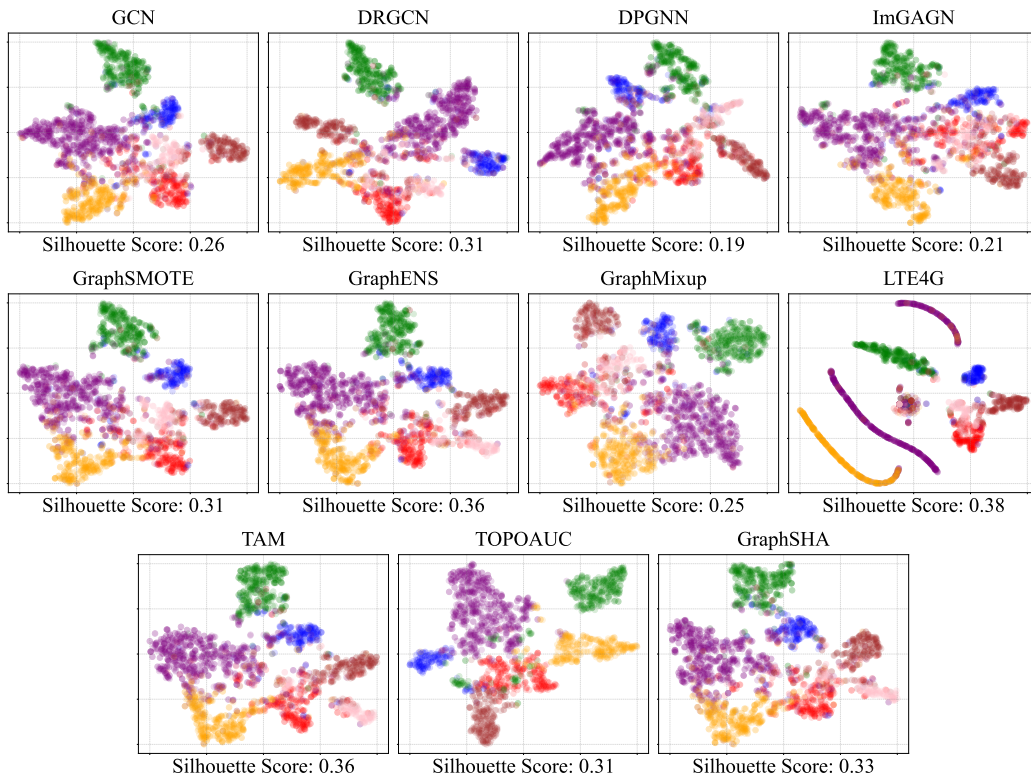 GCN DRGCN DPGNN ImGAGN
Silhouette Score: 0.26 Silhouette Score: 0.31 Silhouette Score: 0.19 Silhouette Score: 0.21
GraphSMOTE GraphENS GraphMixup LTE4G
Silhouette Score: 0.31 Silhouette Score: 0.36 Silhouette Score: 0.25 Silhouette Score: 0.38
TAM TOPOAUC GraphSHA
Silhouette Score: 0.36 Silhouette Score: 0.31 Silhouette Score: 0.33